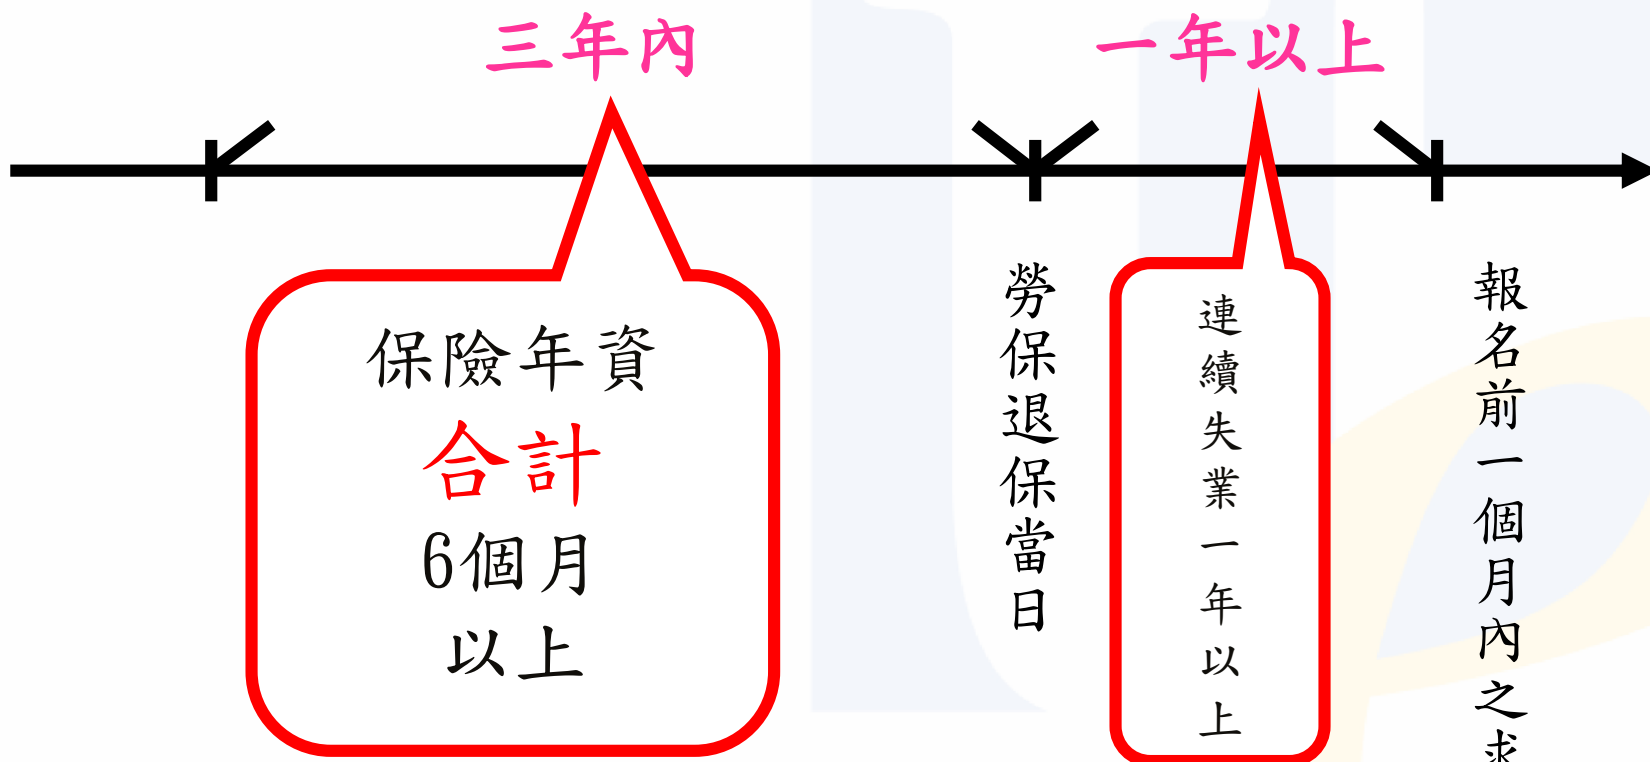 三年內
一年以上
保險年資
合計
6個月
以上
勞保退保當日
連續失業一年以上
報名前一個月內之求